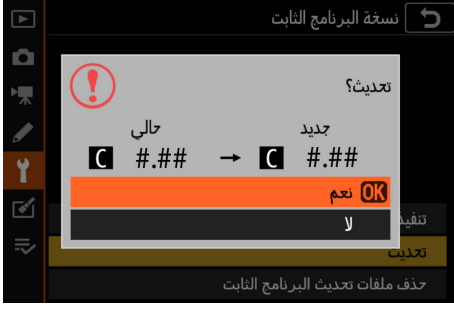 نسخة البرنامج الثابت
تحديث؟
حالي جديد
C #.## → C #.##
OK نعم
لا
تنفيذ
تحديث
حذف ملفات تحديث البرنامج الثابت